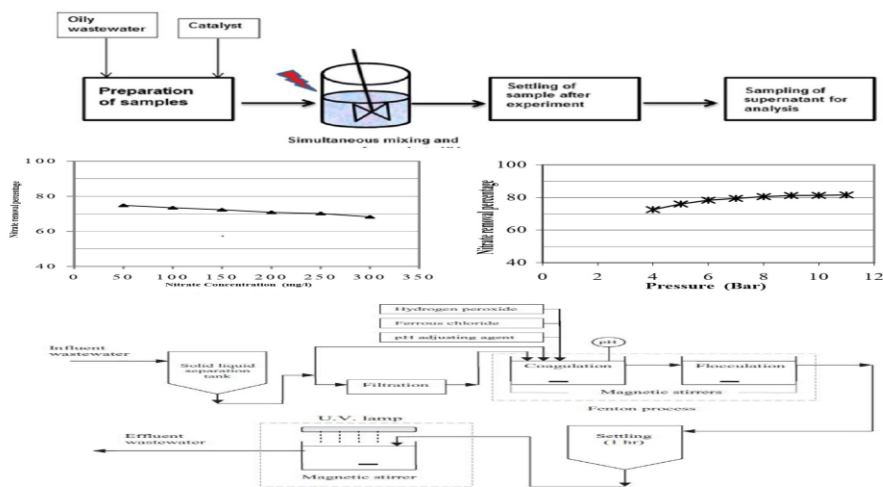 Oily
wastewater
Catalyst
Preparation
of samples
Settling of
sample after
experiment
Sampling of
supernatant for
analysis
Simultaneous mixing and
Nitrate removal percentage
100
80
60
40
0 50 100 150 200 250 300 350
Nitrate Concentration (mg/l)
Nitrate removal percentage
100
80
60
40
0 2 4 6 8 10 12
Pressure (Bar)
Hydrogen peroxide
Ferrous chloride
pH adjusting agent
pH
Influent
wastewater
Solid liquid
separation
tank
Filtration
Coagulation
Flocculation
Magnetic stirrers
Fenton process
U.V. lamp
Effluent
wastewater
Magnetic stirrer
Settling
(1 hr)